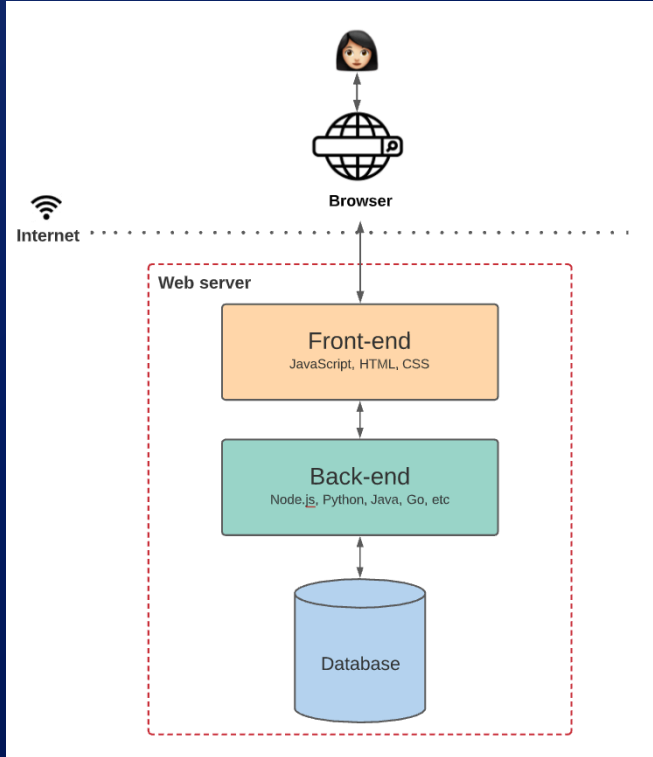 Browser
Internet
Web server
Front-end
JavaScript, HTML, CSS
Back-end
Node.js, Python, Java, Go, etc
Database